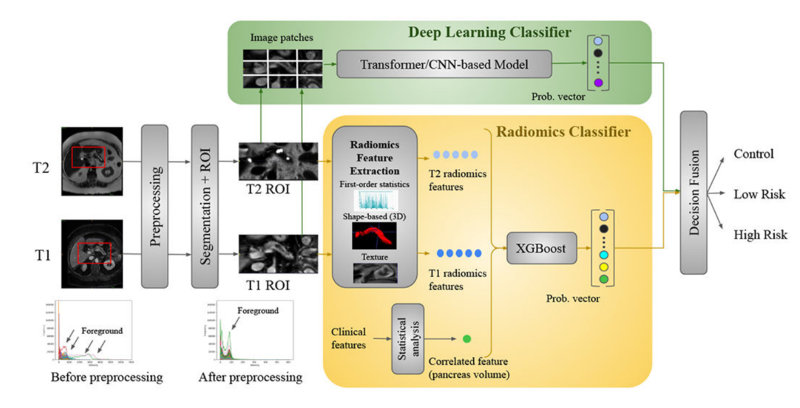 Deep Learning Classifier
Image patches
Transformer/CNN-based Model
Prob. vector
Radiomics Classifier
T2
T1
Preprocessing
Segmentation + ROI
T2 ROI
T1 ROI
Radiomics
Feature
Extraction
First-order statistics
Shape-based (3D)
Texture
T2 radiomics
features
T1 radiomics
features
XGBoost
Prob. vector
Clinical
features
Statistical
analysis
Correlated feature
(pancreas volume)
Decision Fusion
Control
Low Risk
High Risk
Foreground
Before preprocessing
Foreground
After preprocessing